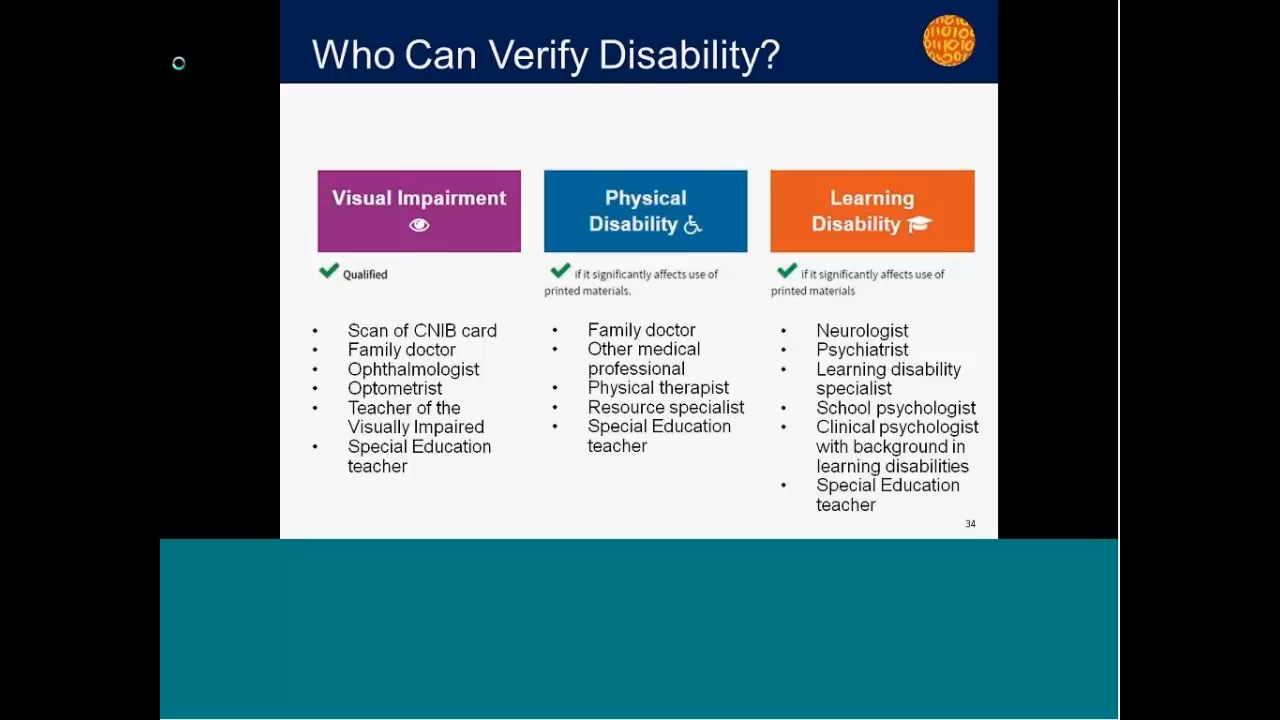 Who Can Verify Disability?
Visual Impairment
Qualified
• Scan of CNIB card
• Family doctor
• Ophthalmologist
• Optometrist
• Teacher of the
Visually Impaired
• Special Education
teacher
Physical
Disability
if it significantly affects use of
printed materials.
• Family doctor
• Other medical
professional
• Physical therapist
• Resource specialist
• Special Education
teacher
Learning
Disability
if it significantly affects use of
printed materials
• Neurologist
• Psychiatrist
• Learning disability
specialist
• School psychologist
• Clinical psychologist
with background in
learning disabilities
• Special Education
teacher
34